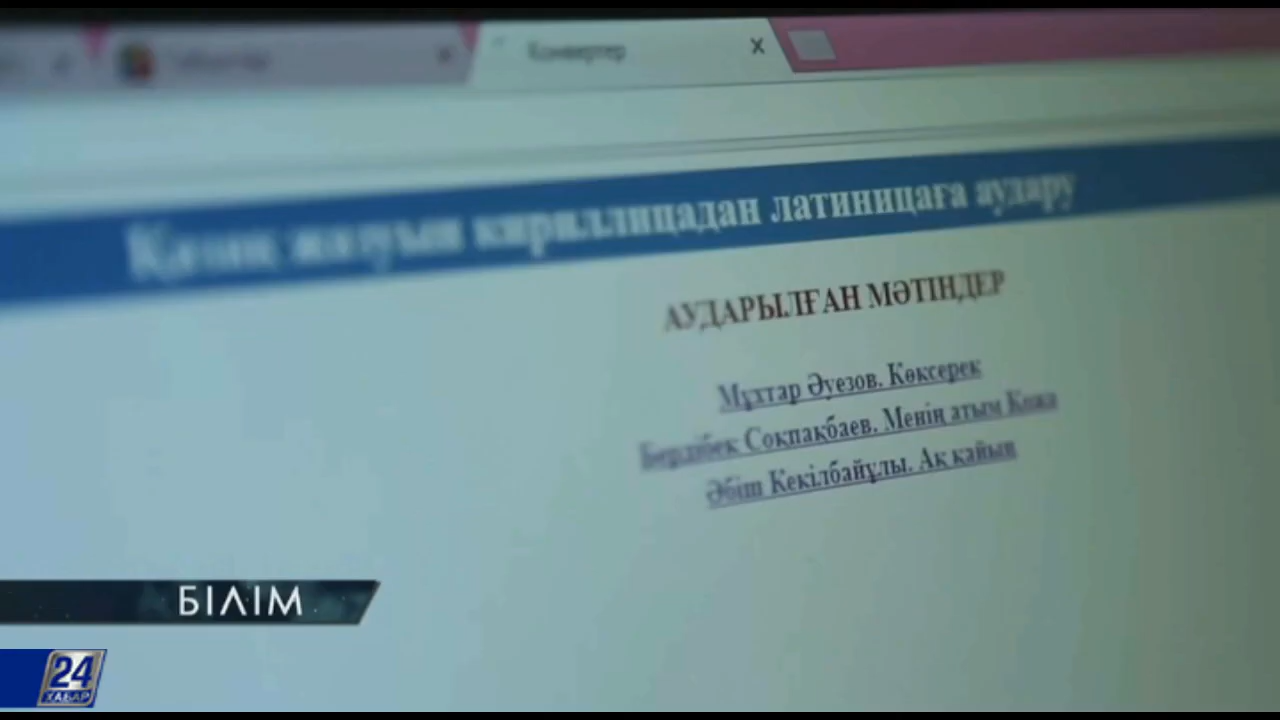 Конвертер
Қазақ жазуын кириллицадан латиницаға аудару
АУДАРЫЛҒАН МӘТІНДЕР
Мұхтар Әуезов. Көксерек
Бердібек Соқпақбаев. Менің атым Қожа
Әбіш Кекілбайұлы. Ақ қайың
БІЛІМ
24
ХАБАР